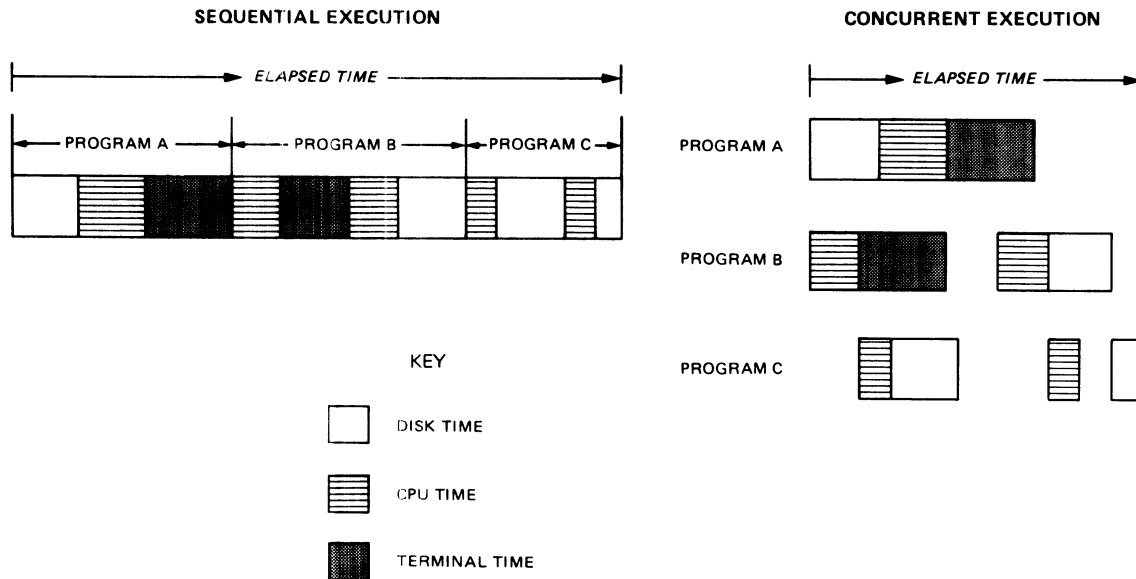 SEQUENTIAL EXECUTION
ELAPSED TIME
PROGRAM A
PROGRAM B
PROGRAM C
KEY
DISK TIME
CPU TIME
TERMINAL TIME
CONCURRENT EXECUTION
ELAPSED TIME
PROGRAM A
PROGRAM B
PROGRAM C